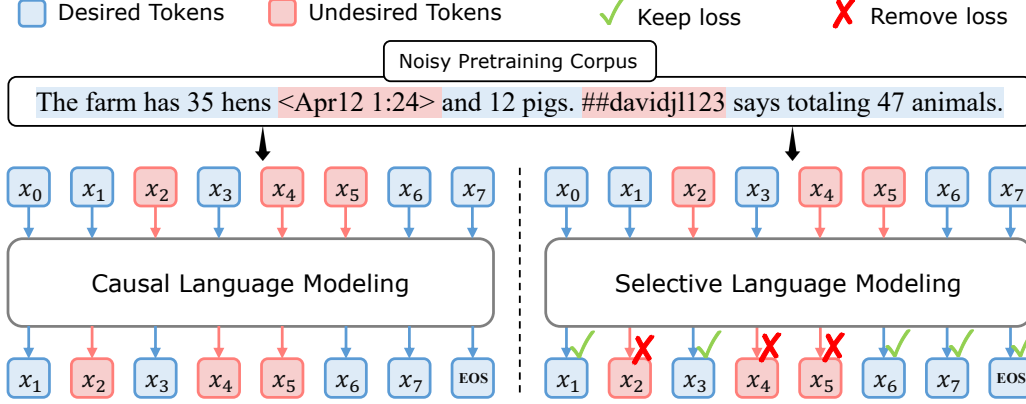 Desired Tokens Undesired Tokens Keep loss Remove loss
Noisy Pretraining Corpus
The farm has 35 hens <Apr12 1:24> and 12 pigs. ##davidjl123 says totaling 47 animals.
x0 x1 x2 x3 x4 x5 x6 x7
Causal Language Modeling
x1 x2 x3 x4 x5 x6 x7 EOS
x0 x1 x2 x3 x4 x5 x6 x7
Selective Language Modeling
x1 x2 x3 x4 x5 x6 x7 EOS